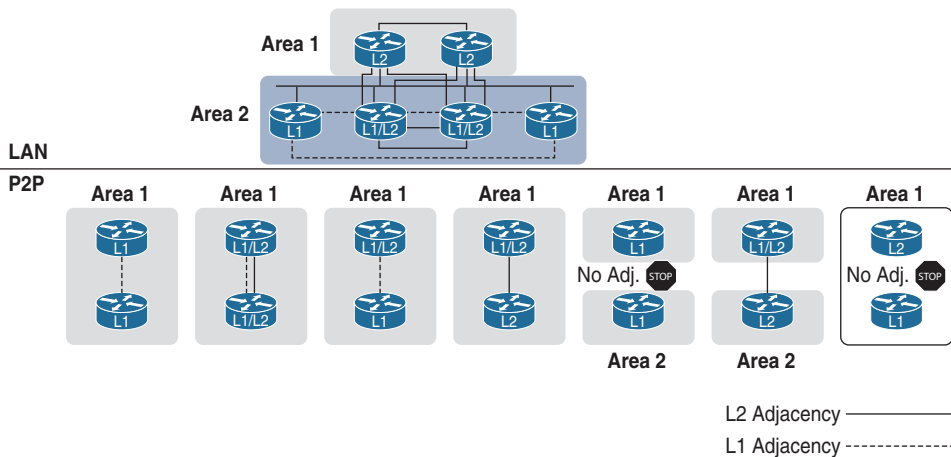 Area 1
L2 L2
Area 2
L1 L1/L2 L1/L2 L1
LAN
P2P
Area 1 Area 1 Area 1 Area 1 Area 1 Area 1 Area 1
L1 L1/L2 L1/L2 L1/L2 L1 L1/L2 L2
No Adj. STOP No Adj. STOP
L1 L1/L2 L1 L2 L1 L2 L1
Area 2 Area 2
L2 Adjacency
L1 Adjacency